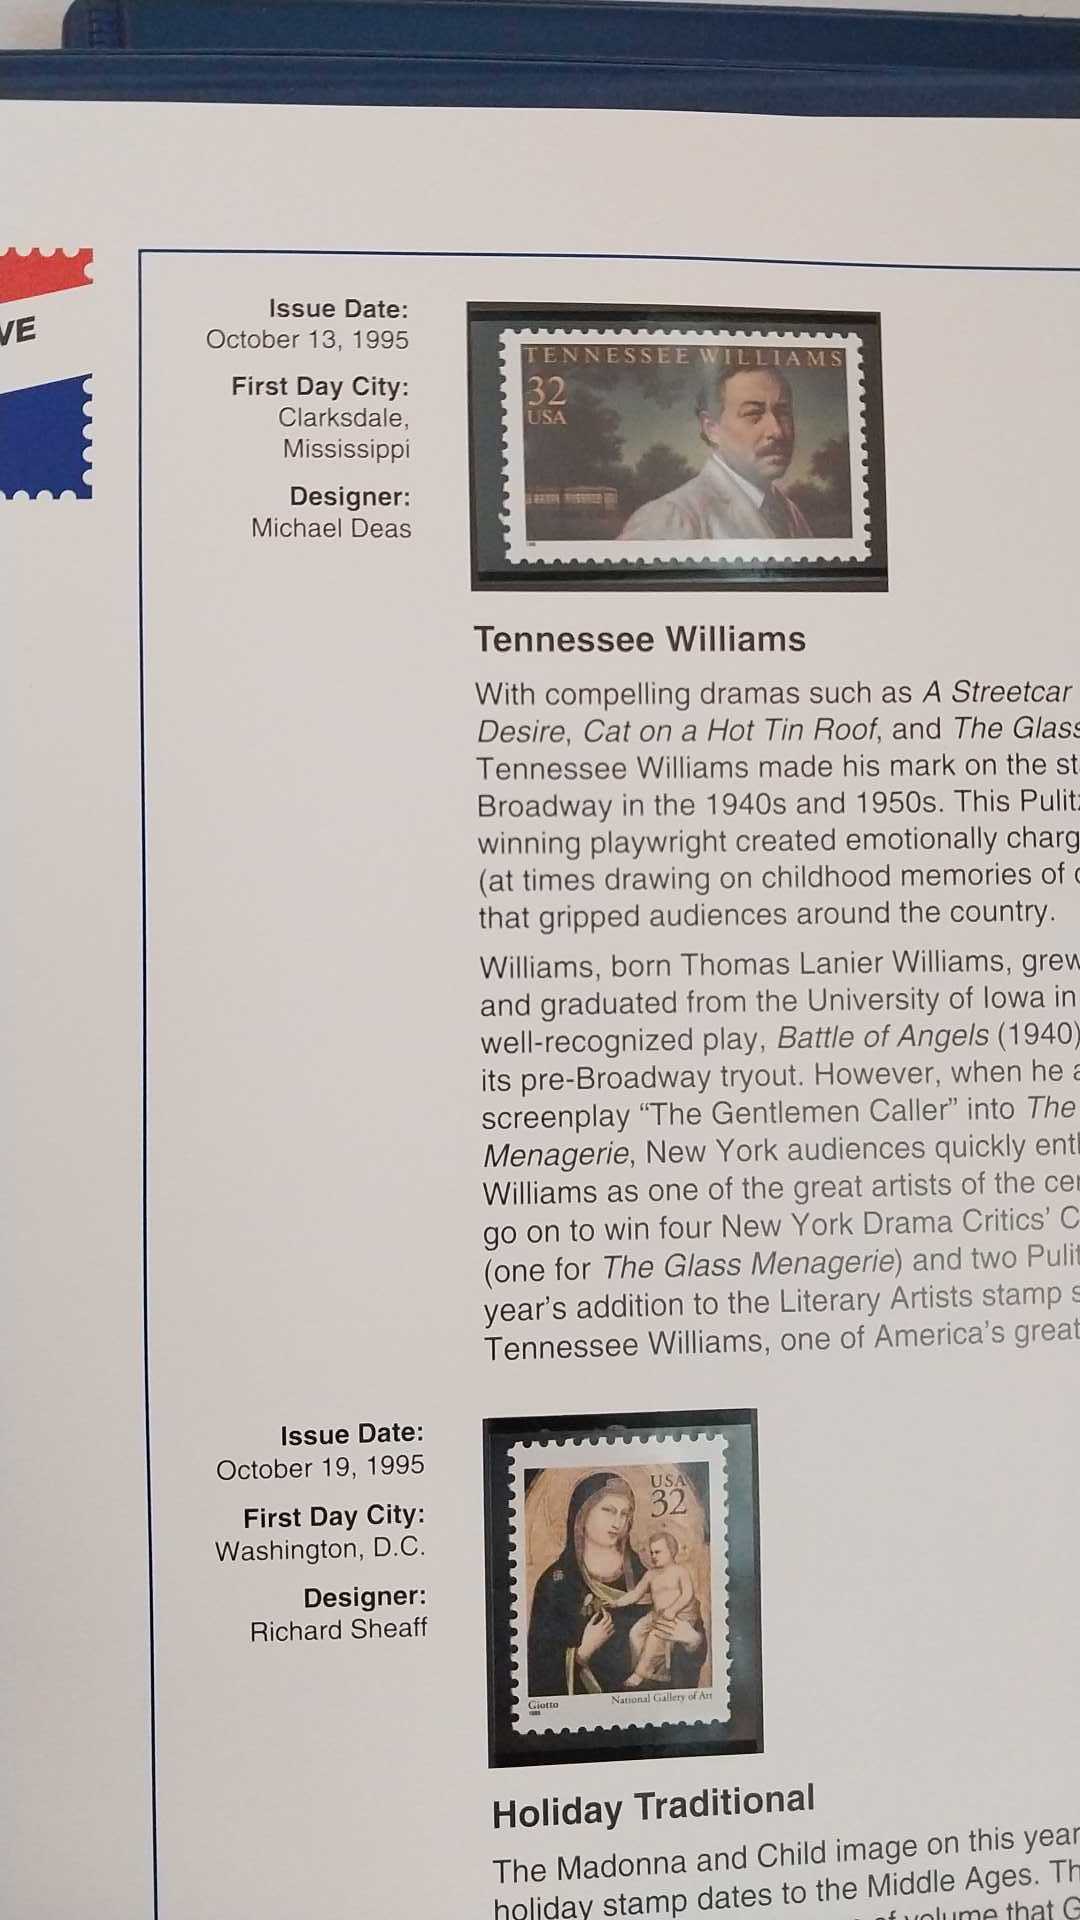 VE
Issue Date:
October 13, 1995
First Day City:
Clarksdale,
Mississippi
Designer:
Michael Deas
TENNESSEE WILLIAMS
32
USA
Tennessee Williams
With compelling dramas such as A Streetcar
Desire, Cat on a Hot Tin Roof, and The Glass
Tennessee Williams made his mark on the st
Broadway in the 1940s and 1950s. This Pulit
winning playwright created emotionally charg
(at times drawing on childhood memories of
that gripped audiences around the country.
Williams, born Thomas Lanier Williams, grew
and graduated from the University of Iowa in
well-recognized play, Battle of Angels (1940)
its pre-Broadway tryout. However, when he a
screenplay “The Gentlemen Caller” into The
Menagerie, New York audiences quickly ent
Williams as one of the great artists of the ce
go on to win four New York Drama Critics’ C
(one for The Glass Menagerie) and two Pulit
year’s addition to the Literary Artists stamp s
Tennessee Williams, one of America’s great
Issue Date:
October 19, 1995
First Day City:
Washington, D.C.
Designer:
Richard Sheaff
USA
32
Giotto
National Gallery of Art
1995
Holiday Traditional
The Madonna and Child image on this year
holiday stamp dates to the Middle Ages. Th
of volume that G